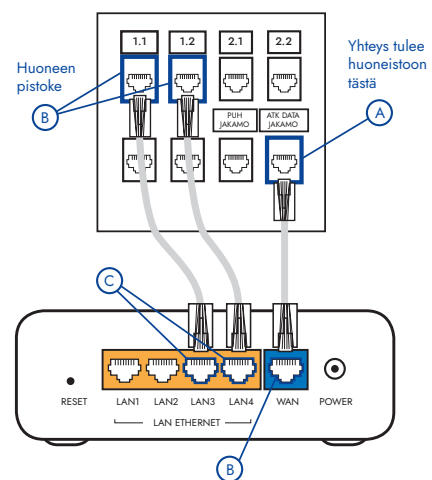 1.1
1.2
2.1
2.2
Huoneen
pistoke
B
Yhteys tulee
huoneistoon
tästä
A
PUH
JAKAMO
ATK DATA
JAKAMO
C
RESET
LAN1
LAN2
LAN3
LAN4
WAN
POWER
LAN ETHERNET
B